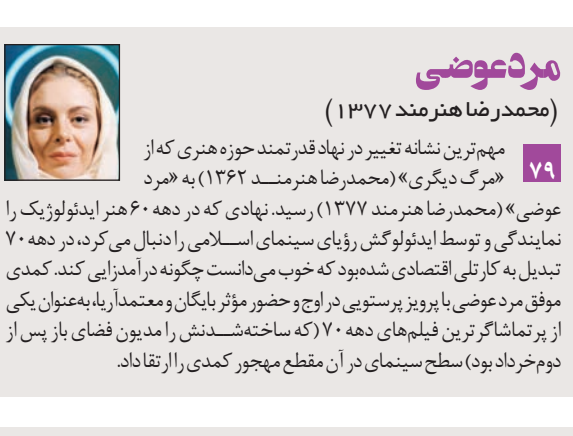 مرد عوضی
(محمدرضا هنرمند ۱۳۷۷)
۷۹
مهم‌ترین نشانه تغییر در نهاد قدرتمند حوزه هنری که از
«مرگ دیگری» (محمدرضا هنرمنــد ۱۳۶۲) به «مرد
عوضی» (محمدرضا هنرمند ۱۳۷۷) رسید. نهادی که در دهه ۶۰ هنر ایدئولوژیک را
نمایندگی و توسط ایدئولوگش رؤیای سینمای اســلامی را دنبال می‌کرد، در دهه ۷۰
تبدیل به کارتلی اقتصادی شده‌بود که خوب می‌دانست چگونه درآمدزایی کند. کمدی
موفق مرد عوضی با پرویز پرستویی در اوج و حضور مؤثر بایگان و معتمدآریا، به‌عنوان یکی
از پرتماشاگرترین فیلم‌های دهه ۷۰ (که ساخته‌شــدنش را مدیون فضای باز پس از
دوم‌خرداد بود) سطح سینمای در آن مقطع مهجور کمدی را ارتقا داد.